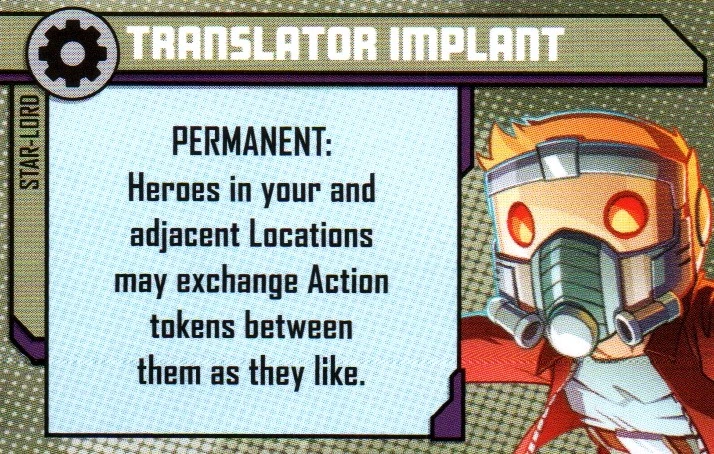 TRANSLATOR IMPLANT
STAR-LORD
PERMANENT:
Heroes in your and
adjacent Locations
may exchange Action
tokens between
them as they like.